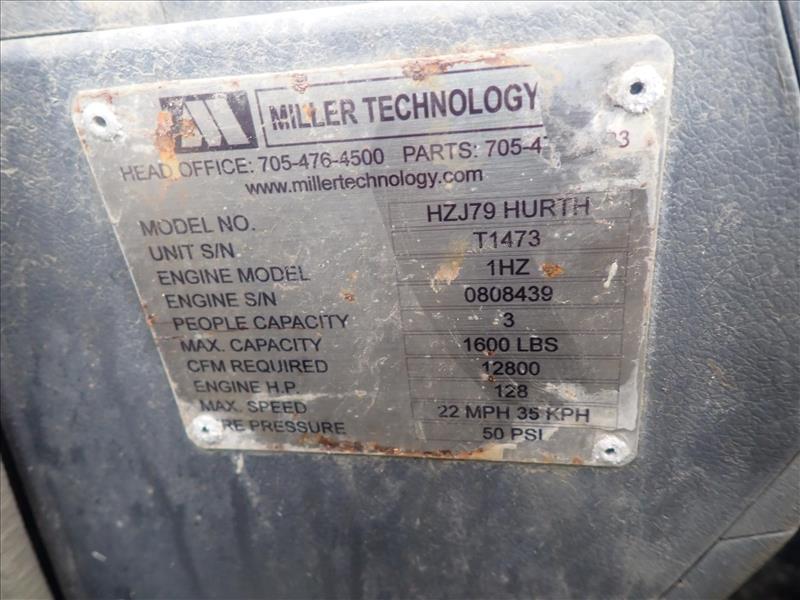 MILLER TECHNOLOGY
HEAD OFFICE: 705-476-4500 PARTS: 705-4
www.millertechnology.com
MODEL NO. HZJ79 HURTH
UNIT S/N T1473
ENGINE MODEL 1HZ
ENGINE S/N 0808439
PEOPLE CAPACITY 3
MAX. CAPACITY 1600 LBS
CFM REQUIRED 12800
ENGINE H.P. 128
MAX. SPEED 22 MPH 35 KPH
PRESSURE 50 PSI